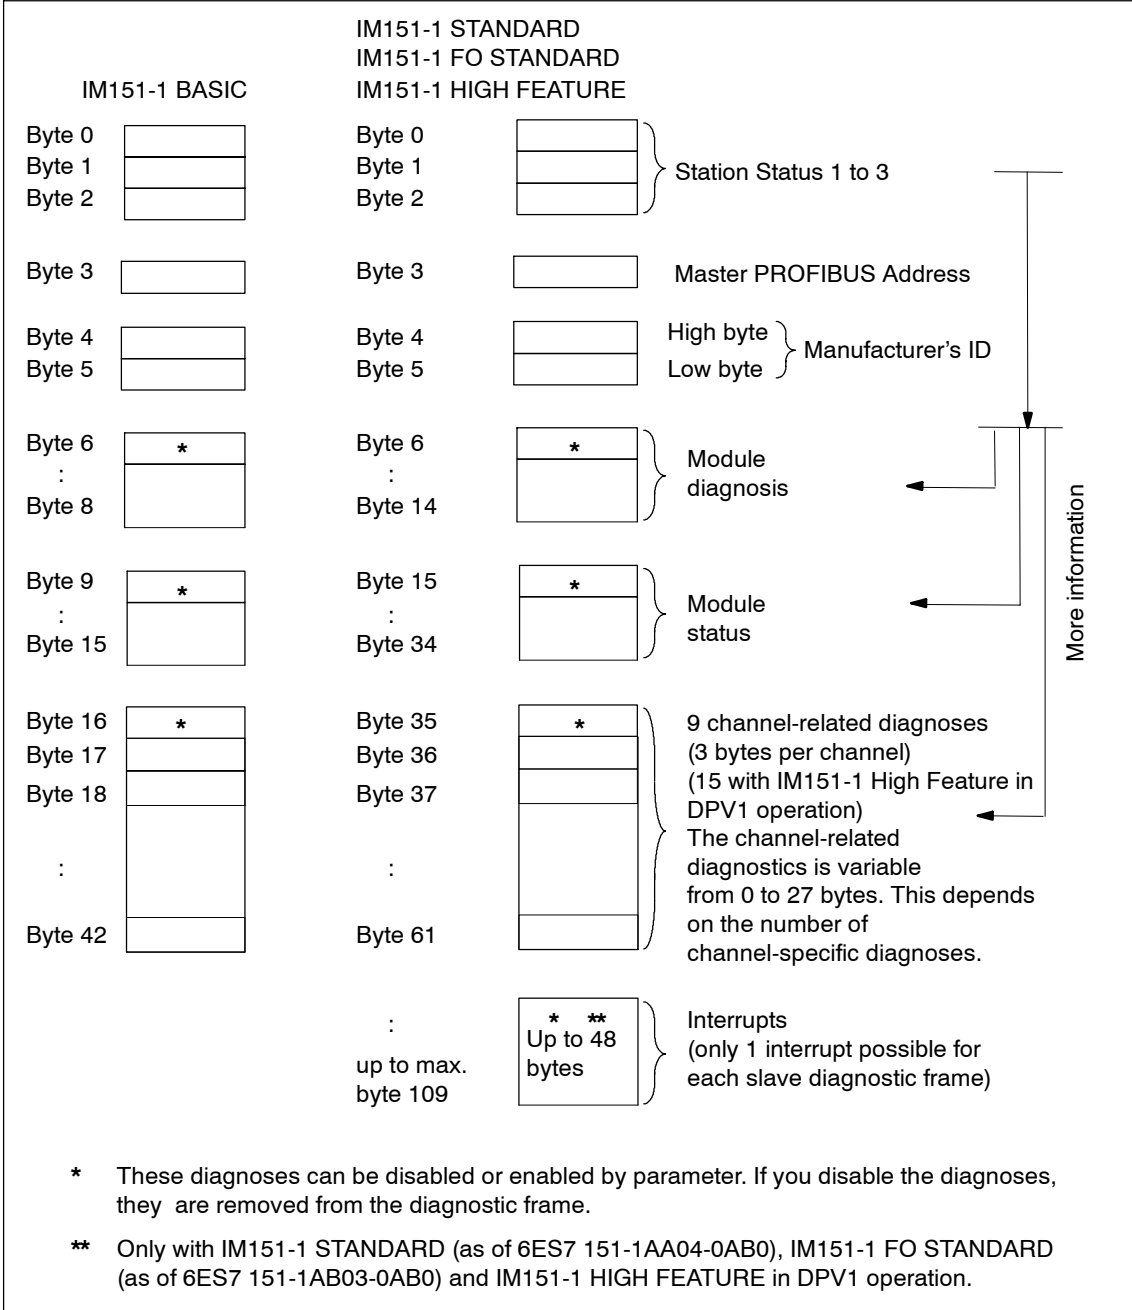 IM151-1 STANDARD
IM151-1 FO STANDARD
IM151-1 BASIC IM151-1 HIGH FEATURE
Byte 0 Byte 0
Byte 1 Byte 1 Station Status 1 to 3
Byte 2 Byte 2
Byte 3 Byte 3 Master PROFIBUS Address
Byte 4 Byte 4 High byte
Manufacturer's ID
Byte 5 Byte 5 Low byte
Byte 6 * Byte 6 * Module
: : diagnosis
Byte 8 Byte 14
More information
Byte 9 * Byte 15 *
: : Module
Byte 15 Byte 34 status
Byte 16 * Byte 35 * 9 channel-related diagnoses
Byte 17 Byte 36 (3 bytes per channel)
(15 with IM151-1 High Feature in
Byte 18 Byte 37 DPV1 operation)
The channel-related
: : diagnostics is variable
from 0 to 27 bytes. This depends
Byte 42 Byte 61 on the number of
channel-specific diagnoses.
: * ** Interrupts
Up to 48 (only 1 interrupt possible for
up to max. bytes each slave diagnostic frame)
byte 109
* These diagnoses can be disabled or enabled by parameter. If you disable the diagnoses,
they are removed from the diagnostic frame.
** Only with IM151-1 STANDARD (as of 6ES7 151-1AA04-0AB0), IM151-1 FO STANDARD
(as of 6ES7 151-1AB03-0AB0) and IM151-1 HIGH FEATURE in DPV1 operation.